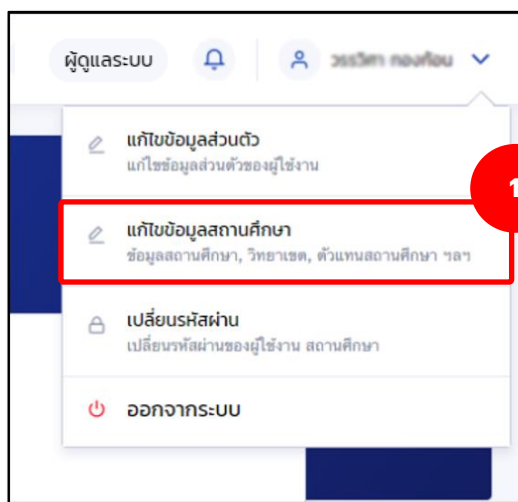 ผู้ดูแลระบบ
แก้ไขข้อมูลส่วนตัว
แก้ไขข้อมูลส่วนตัวของผู้ใช้งาน
1
แก้ไขข้อมูลสถานศึกษา
ข้อมูลสถานศึกษา, วิทยาเขต, ตัวแทนสถานศึกษา ฯลฯ
เปลี่ยนรหัสผ่าน
เปลี่ยนรหัสผ่านของผู้ใช้งาน สถานศึกษา
ออกจากระบบ